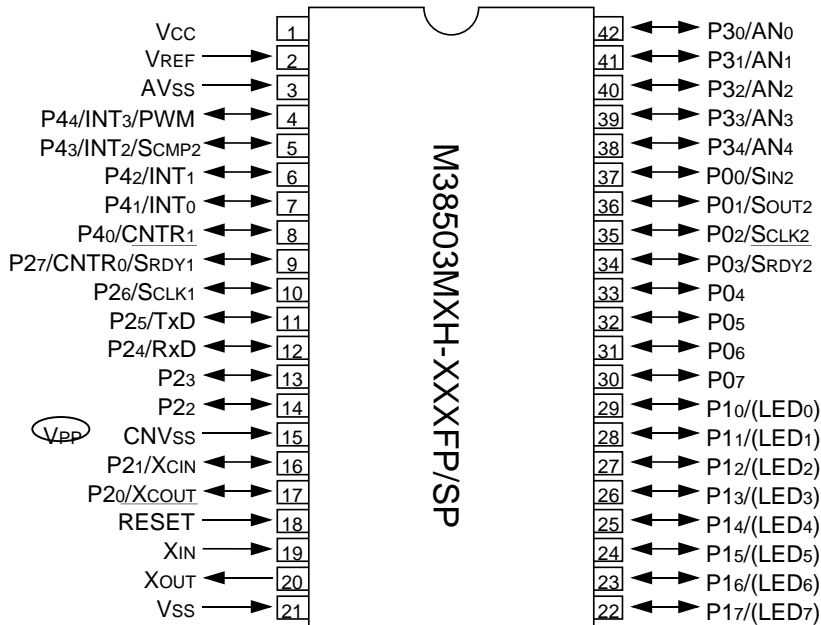 VCC 1
VREF 2
AVSS 3
P44/INT3/PWM 4
P43/INT2/SCMP2 5
P42/INT1 6
P41/INT0 7
P40/CNTR1 8
P27/CNTR0/SRDY1 9
P26/SCLK1 10
P25/TxD 11
P24/RxD 12
P23 13
P22 14
VPP CNVSS 15
P21/XCIN 16
P20/XCOUT 17
RESET 18
XIN 19
XOUT 20
VSS 21
M38503MXH-XXXFP/SP
42 P30/AN0
41 P31/AN1
40 P32/AN2
39 P33/AN3
38 P34/AN4
37 P00/SIN2
36 P01/SOUT2
35 P02/SCLK2
34 P03/SRDY2
33 P04
32 P05
31 P06
30 P07
29 P10/(LED0)
28 P11/(LED1)
27 P12/(LED2)
26 P13/(LED3)
25 P14/(LED4)
24 P15/(LED5)
23 P16/(LED6)
22 P17/(LED7)